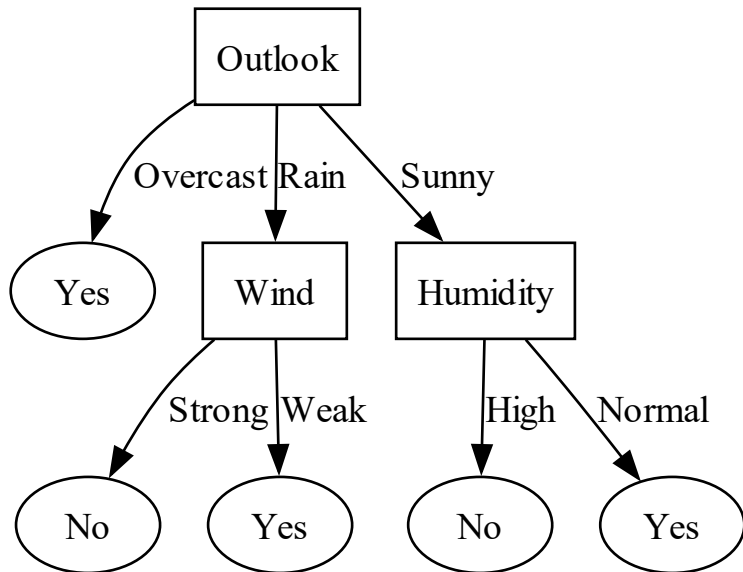 Outlook
Overcast Rain Sunny
Yes Wind Humidity
Strong Weak High Normal
No Yes No Yes